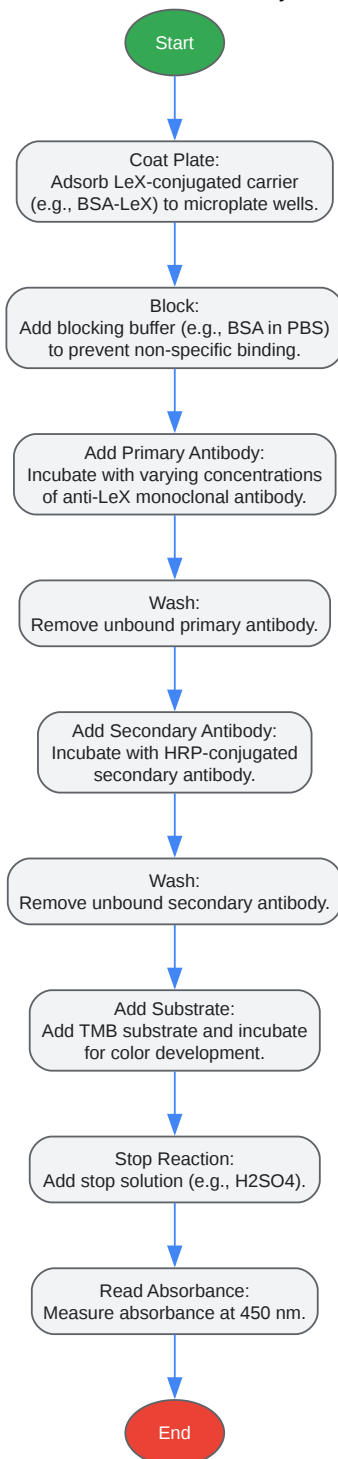 Start
Coat Plate:
Adsorb LeX-conjugated carrier
(e.g., BSA-LeX) to microplate wells.
Block:
Add blocking buffer (e.g., BSA in PBS)
to prevent non-specific binding.
Add Primary Antibody:
Incubate with varying concentrations
of anti-LeX monoclonal antibody.
Wash:
Remove unbound primary antibody.
Add Secondary Antibody:
Incubate with HRP-conjugated
secondary antibody.
Wash:
Remove unbound secondary antibody.
Add Substrate:
Add TMB substrate and incubate
for color development.
Stop Reaction:
Add stop solution (e.g., H2SO4).
Read Absorbance:
Measure absorbance at 450 nm.
End